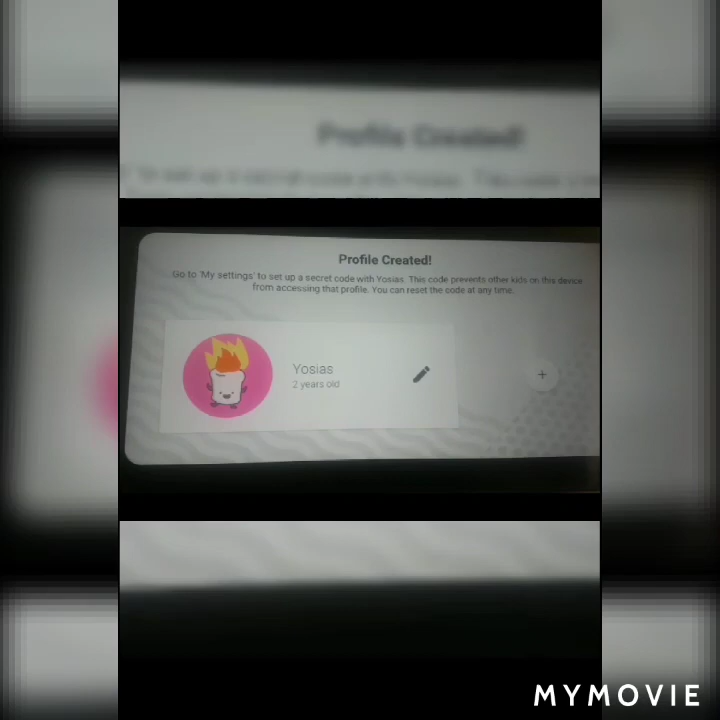 Profile Created!
Profile Created!
Go to 'My settings' to set up a secret code with Yosias. This code prevents other kids on this device
from accessing that profile. You can reset the code at any time.
Yosias
2 years old
+
MYMOVIE